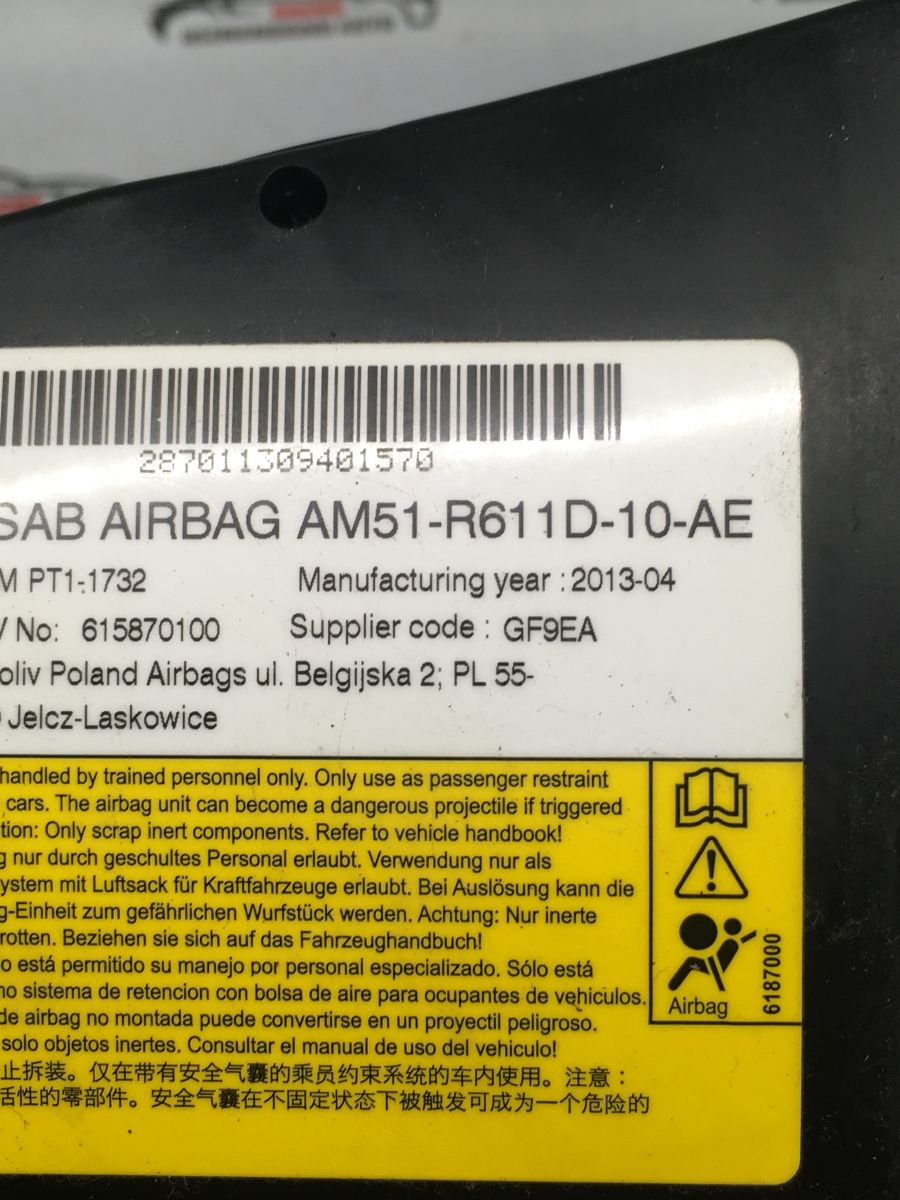 287011309401570
SAB AIRBAG AM51-R611D-10-AE
M PT1-1732 Manufacturing year : 2013-04
No: 615870100 Supplier code : GF9EA
oliv Poland Airbags ul. Belgijska 2; PL 55-
Jelcz-Laskowice
handled by trained personnel only. Only use as passenger restraint
cars. The airbag unit can become a dangerous projectile if triggered
tion: Only scrap inert components. Refer to vehicle handbook!
g nur durch geschultes Personal erlaubt. Verwendung nur als
ystem mit Luftsack für Kraftfahrzeuge erlaubt. Bei Auslösung kann die
g-Einheit zum gefährlichen Wurfstück werden. Achtung: Nur inerte
rotten. Beziehen sie sich auf das Fahrzeughandbuch!
o está permitido su manejo por personal especializado. Sólo está
no sistema de retencion con bolsa de aire para ocupantes de vehiculos.
de airbag no montada puede convertirse en un proyectil peligroso.
solo objetos inertes. Consultar el manual de uso del vehiculo!
止拆装。仅在带有安全气囊的乘员约束系统的车内使用。注意：
活性的零部件。安全气囊在不固定状态下被触发可成为一个危险的
Airbag
6187000